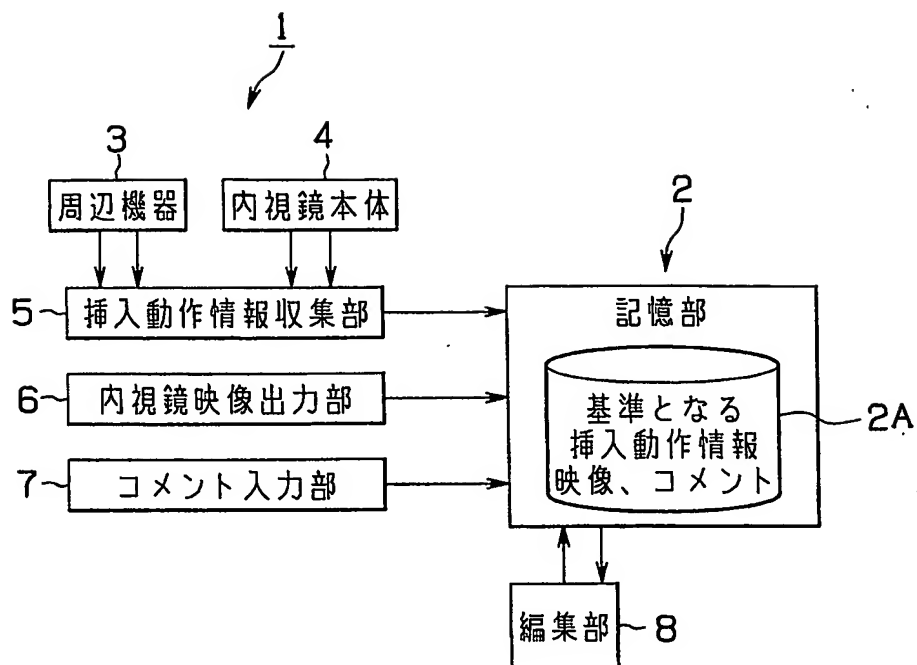 1
3
4
周辺機器
内視鏡本体
2
5
挿入動作情報収集部
記憶部
6
内視鏡映像出力部
基準となる
挿入動作情報
映像、コメント
2A
7
コメント入力部
編集部
8